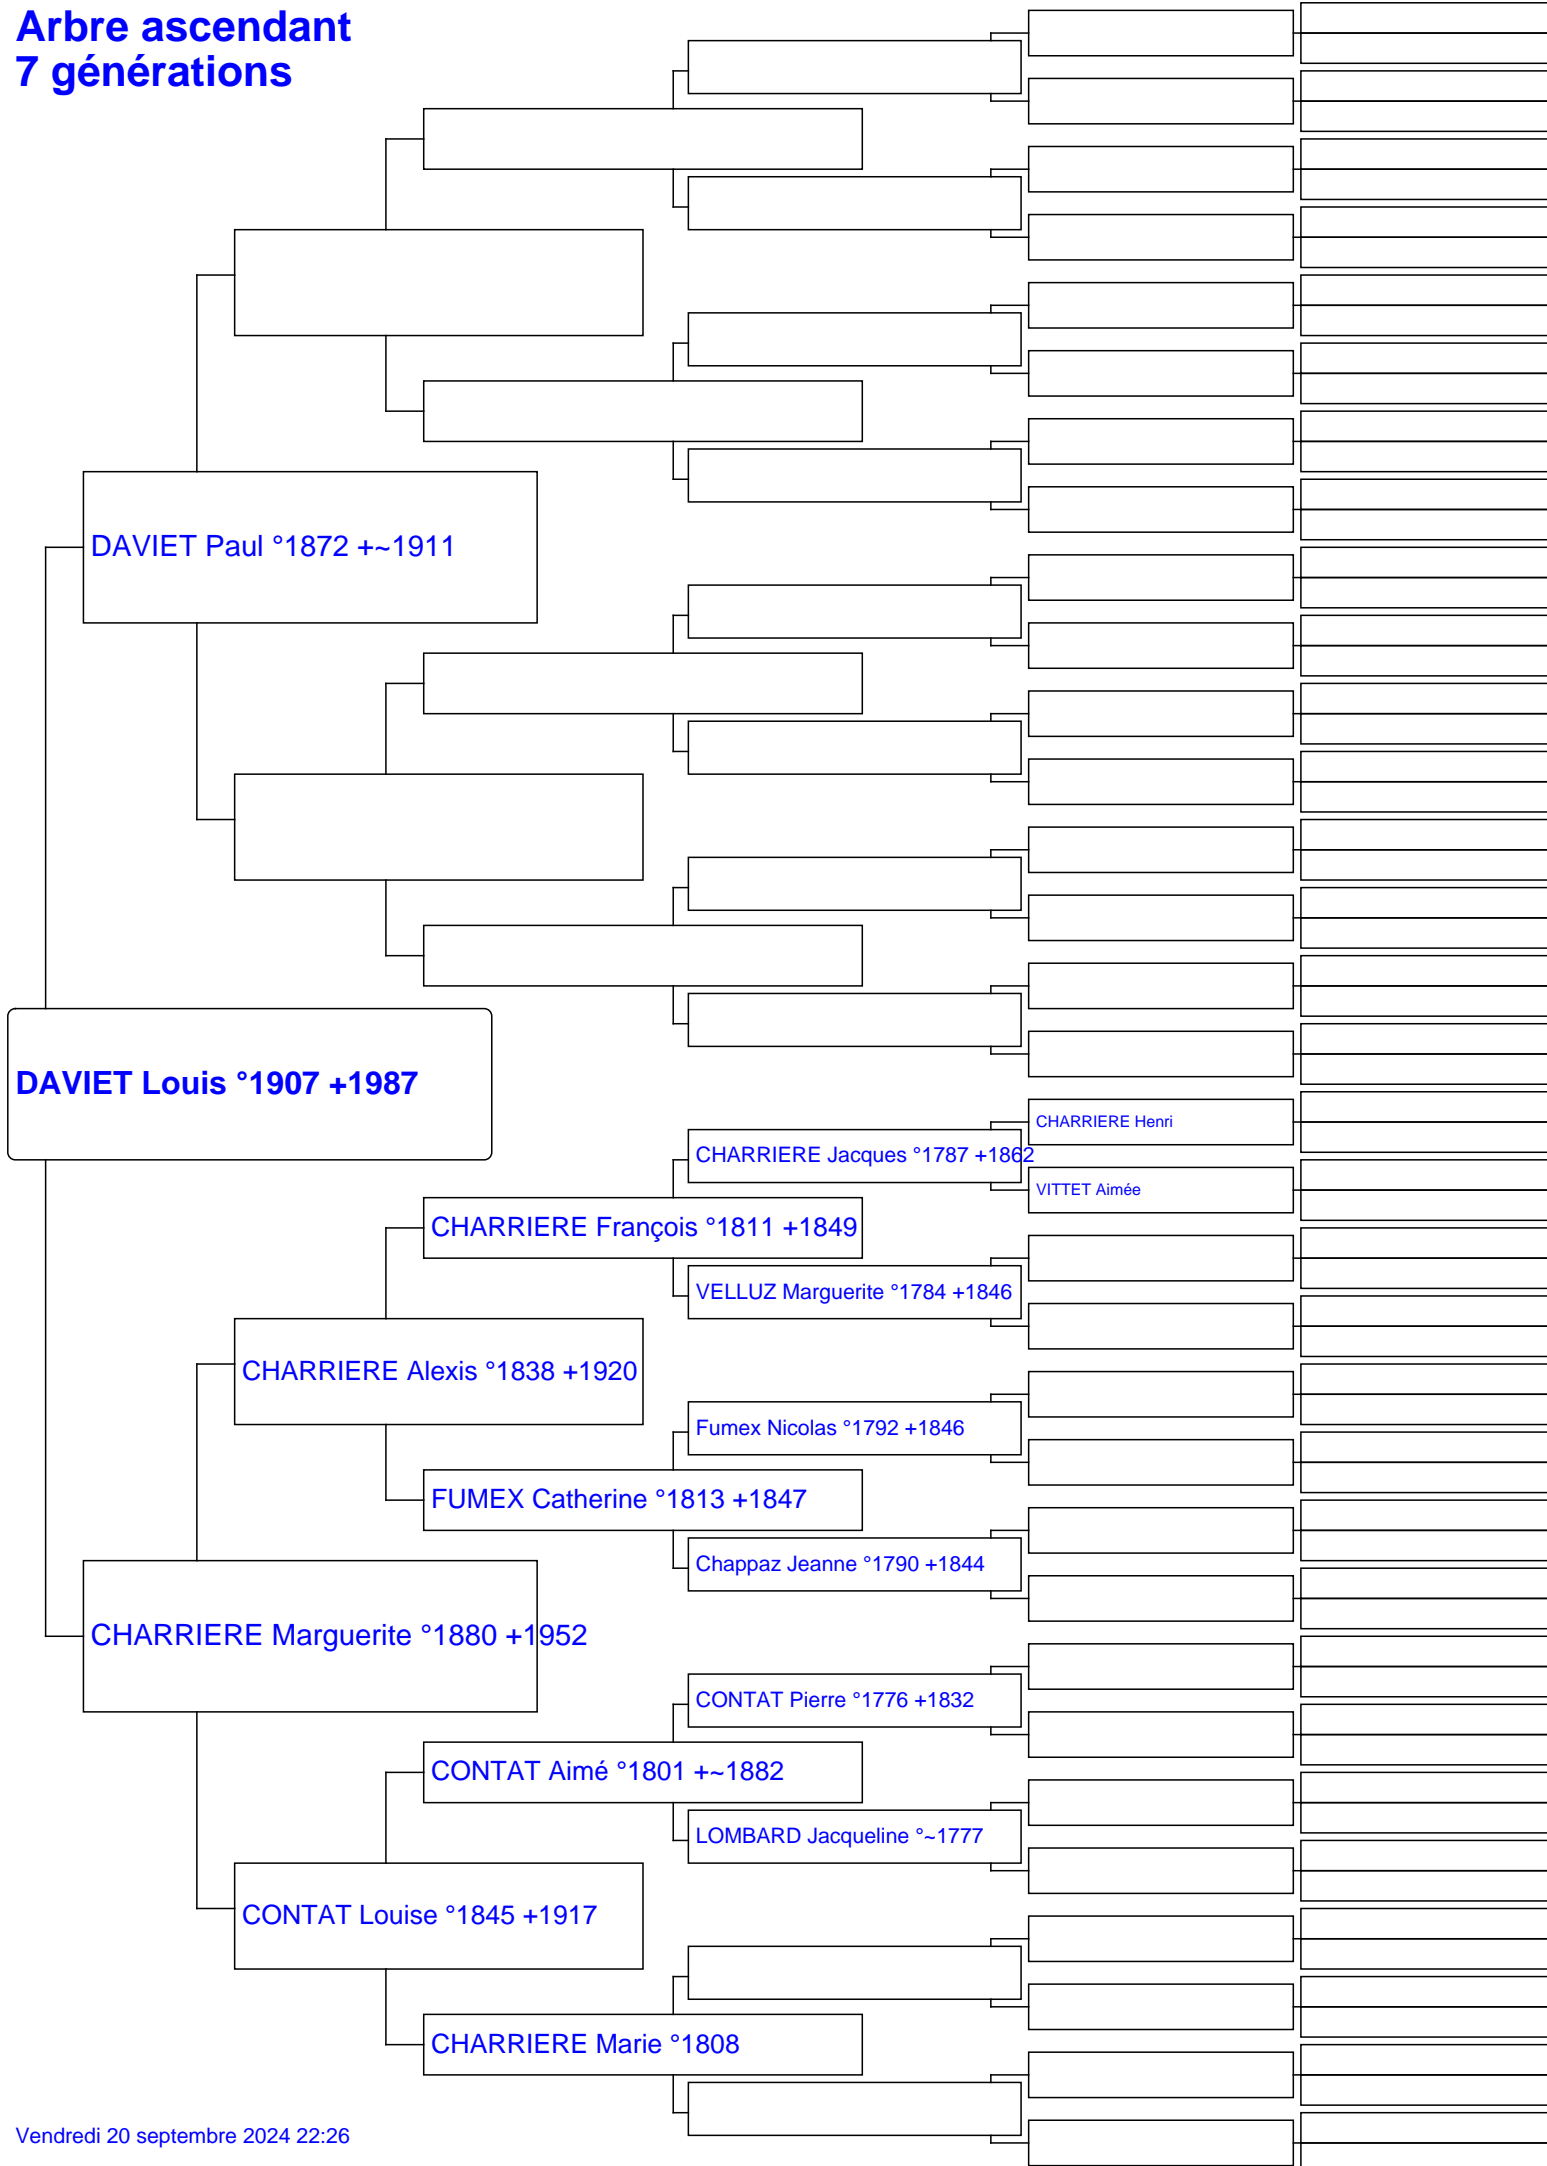 Arbre ascendant
7 générations
DAVIET Paul °1872 +~1911
DAVIET Louis °1907 +1987
CHARRIERE Henri
CHARRIERE Jacques °1787 +1862
VITTET Aimée
CHARRIERE François °1811 +1849
VELLUZ Marguerite °1784 +1846
CHARRIERE Alexis °1838 +1920
Fumex Nicolas °1792 +1846
FUMEX Catherine °1813 +1847
Chappaz Jeanne °1790 +1844
CHARRIERE Marguerite °1880 +1952
CONTAT Pierre °1776 +1832
CONTAT Aimé °1801 +~1882
LOMBARD Jacqueline °~1777
CONTAT Louise °1845 +1917
CHARRIERE Marie °1808
Vendredi 20 septembre 2024 22:26